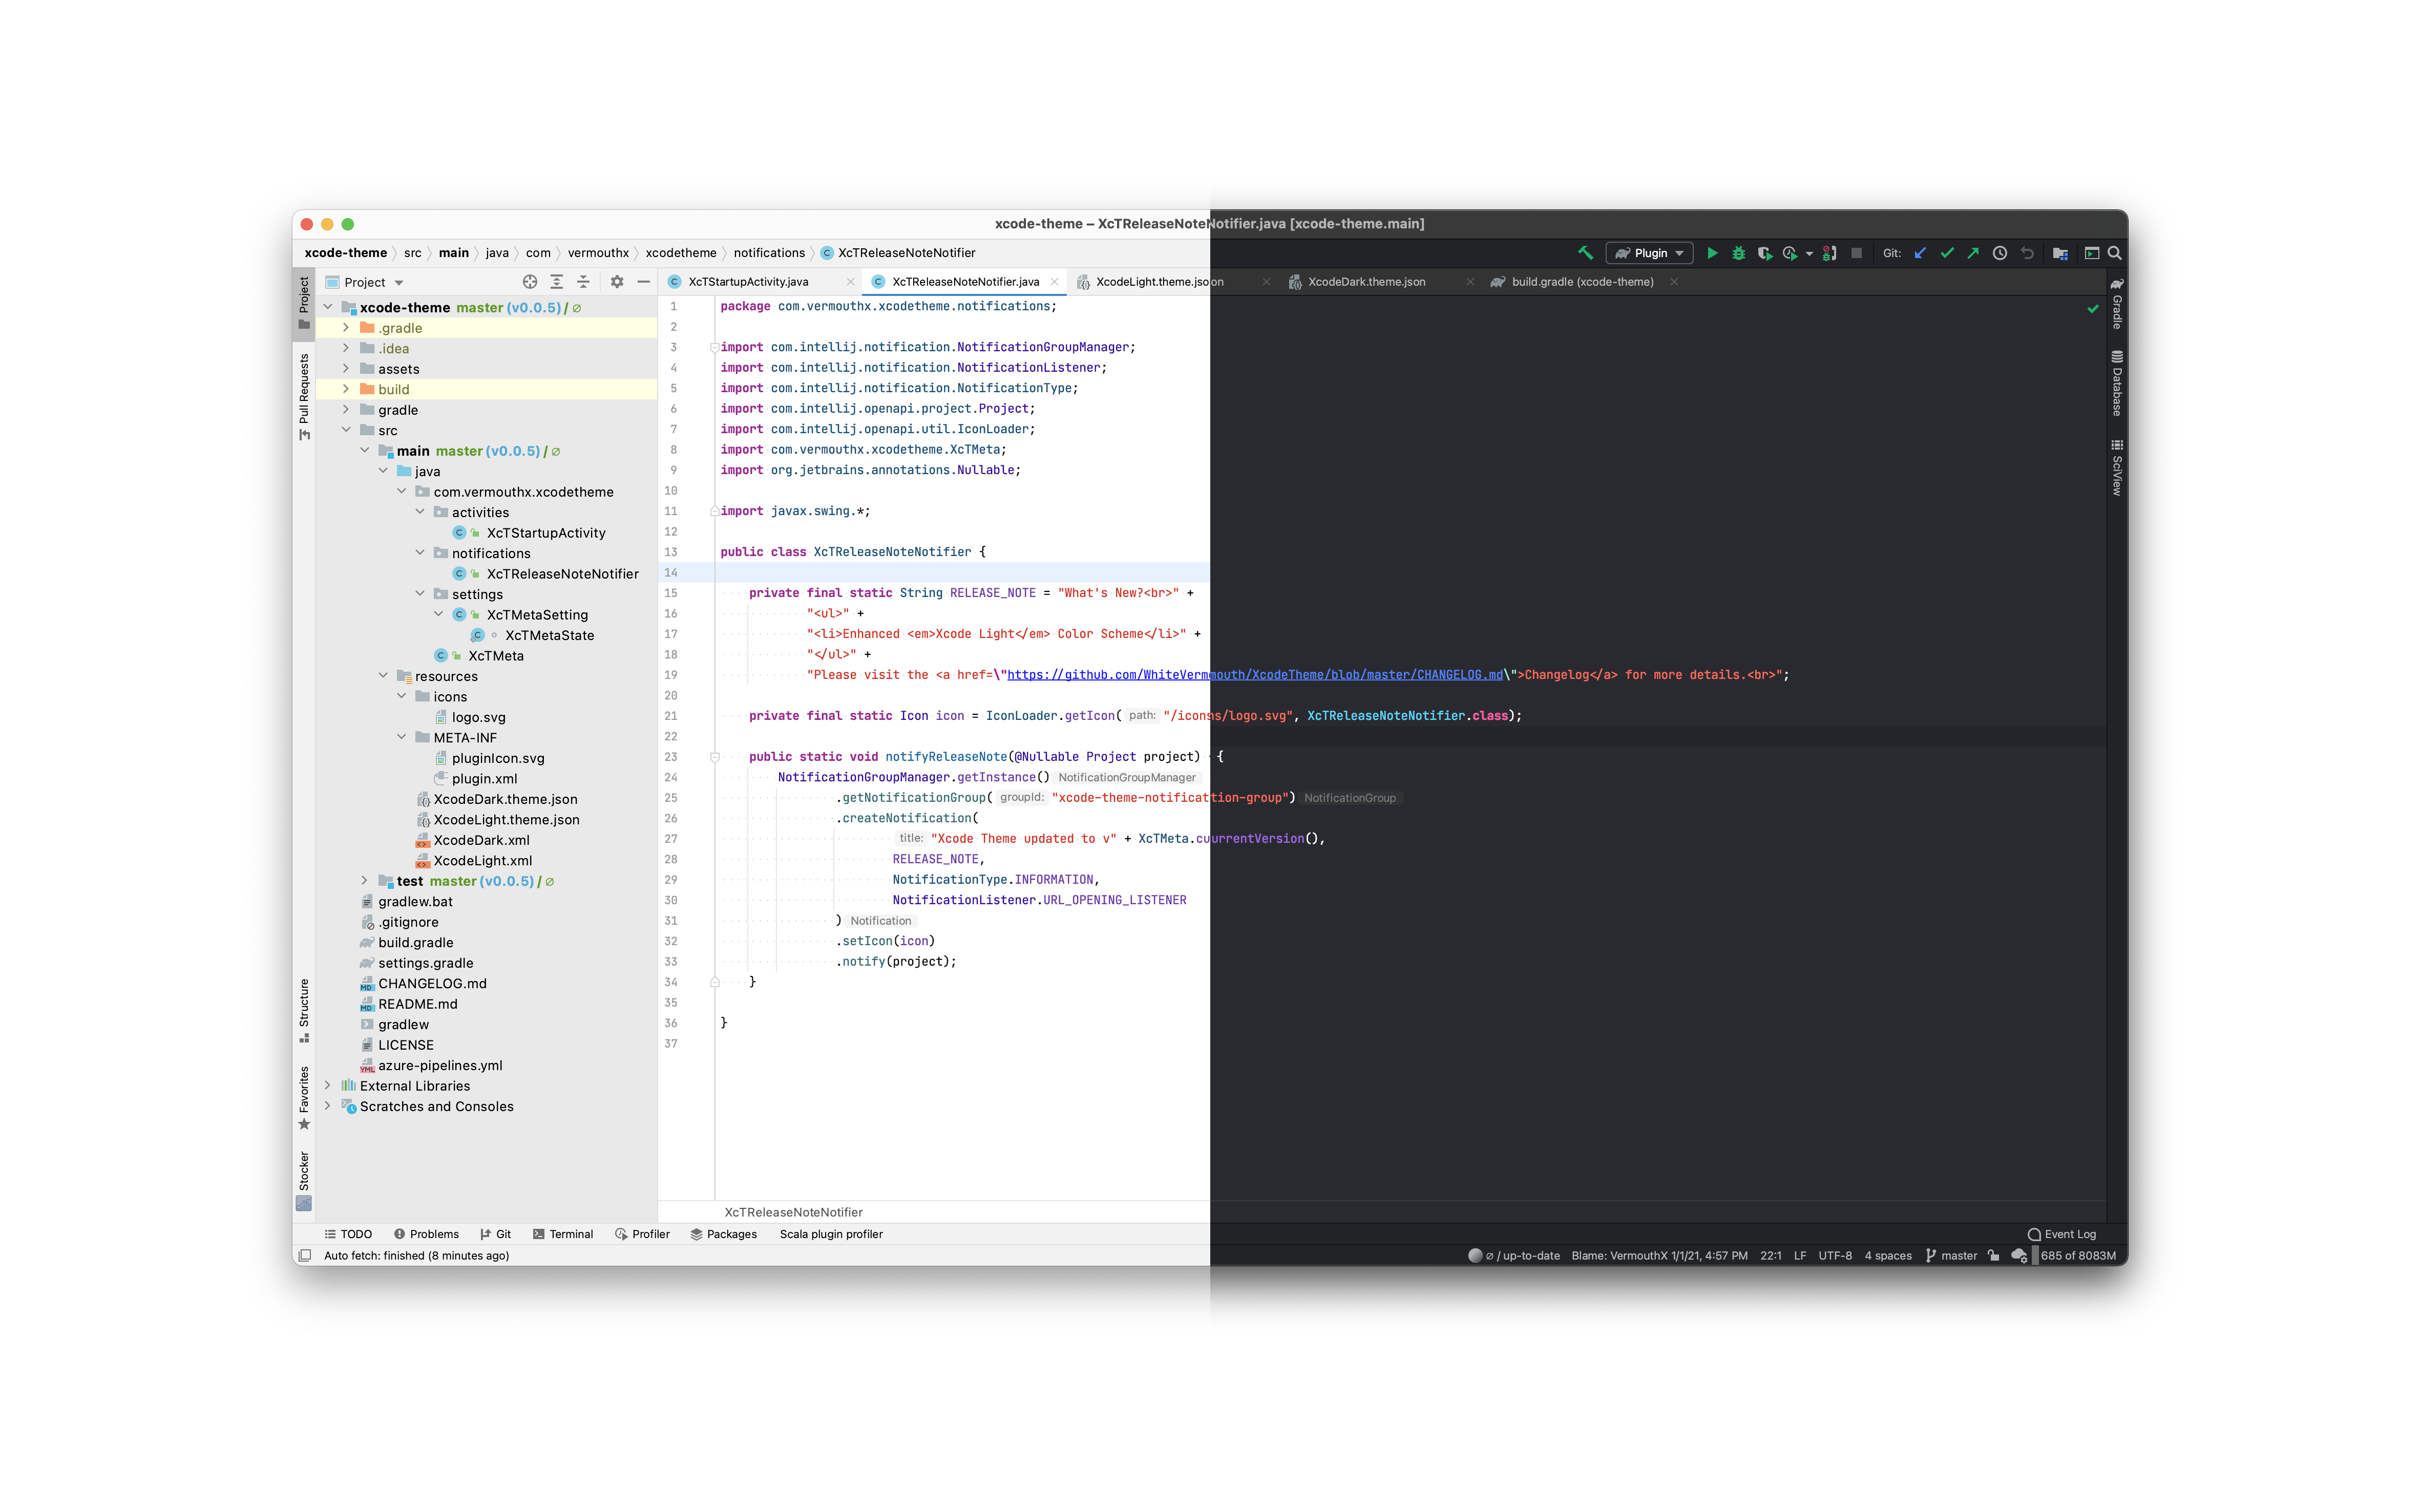 xcode-theme – XcTReleaseNoteNotifier.java [xcode-theme.main]
xcode-theme 〉 src 〉 main 〉 java 〉 com 〉 vermouthx 〉 xcodetheme 〉 notifications 〉 C XcTReleaseNoteNotifier
Plugin
Git:
Project
C XcTStartupActivity.java
C XcTReleaseNoteNotifier.java
XcodeLight.theme.json
XcodeDark.theme.json
build.gradle (xcode-theme)
Project
Pull Requests
Structure
Favorites
Stocker
xcode-theme master (v0.0.5) / ∅
.gradle
.idea
assets
build
gradle
src
main master (v0.0.5) / ∅
java
com.vermouthx.xcodetheme
activities
C XcTStartupActivity
notifications
C XcTReleaseNoteNotifier
settings
C XcTMetaSetting
C XcTMetaState
C XcTMeta
resources
icons
logo.svg
META-INF
pluginIcon.svg
plugin.xml
XcodeDark.theme.json
XcodeLight.theme.json
XcodeDark.xml
XcodeLight.xml
test master (v0.0.5) / ∅
gradlew.bat
.gitignore
build.gradle
settings.gradle
MD CHANGELOG.md
MD README.md
gradlew
LICENSE
YML azure-pipelines.yml
External Libraries
Scratches and Consoles
1 package com.vermouthx.xcodetheme.notifications;
2
3 import com.intellij.notification.NotificationGroupManager;
4 import com.intellij.notification.NotificationListener;
5 import com.intellij.notification.NotificationType;
6 import com.intellij.openapi.project.Project;
7 import com.intellij.openapi.util.IconLoader;
8 import com.vermouthx.xcodetheme.XcTMeta;
9 import org.jetbrains.annotations.Nullable;
10
11 import javax.swing.*;
12
13 public class XcTReleaseNoteNotifier {
14
15 private final static String RELEASE_NOTE = "What's New?<br>" +
16 "<ul>" +
17 "<li>Enhanced <em>Xcode Light</em> Color Scheme</li>" +
18 "</ul>" +
19 "Please visit the <a href=\"https://github.com/WhiteVermmouth/XcodeTheme/blob/master/CHANGELOG.md\">Changelog</a> for more details.<br>";
20
21 private final static Icon icon = IconLoader.getIcon( path: "/iconss/logo.svg", XcTReleaseNoteNotifier.class);
22
23 public static void notifyReleaseNote(@Nullable Project project) {
24 NotificationGroupManager.getInstance() NotificationGroupManager
25 .getNotificationGroup( groupId: "xcode-theme-notificattion-group") NotificationGroup
26 .createNotification(
27 title: "Xcode Theme updated to v" + XcTMeta.cuurrentVersion(),
28 RELEASE_NOTE,
29 NotificationType.INFORMATION,
30 NotificationListener.URL_OPENING_LISTENER
31 ) Notification
32 .setIcon(icon)
33 .notify(project);
34 }
35
36 }
37
Gradle
Database
SciView
XcTReleaseNoteNotifier
TODO Problems Git Terminal Profiler Packages Scala plugin profiler Event Log
Auto fetch: finished (8 minutes ago) ∅ / up-to-date Blame: VermouthX 1/1/21, 4:57 PM 22:1 LF UTF-8 4 spaces master 685 of 8083M